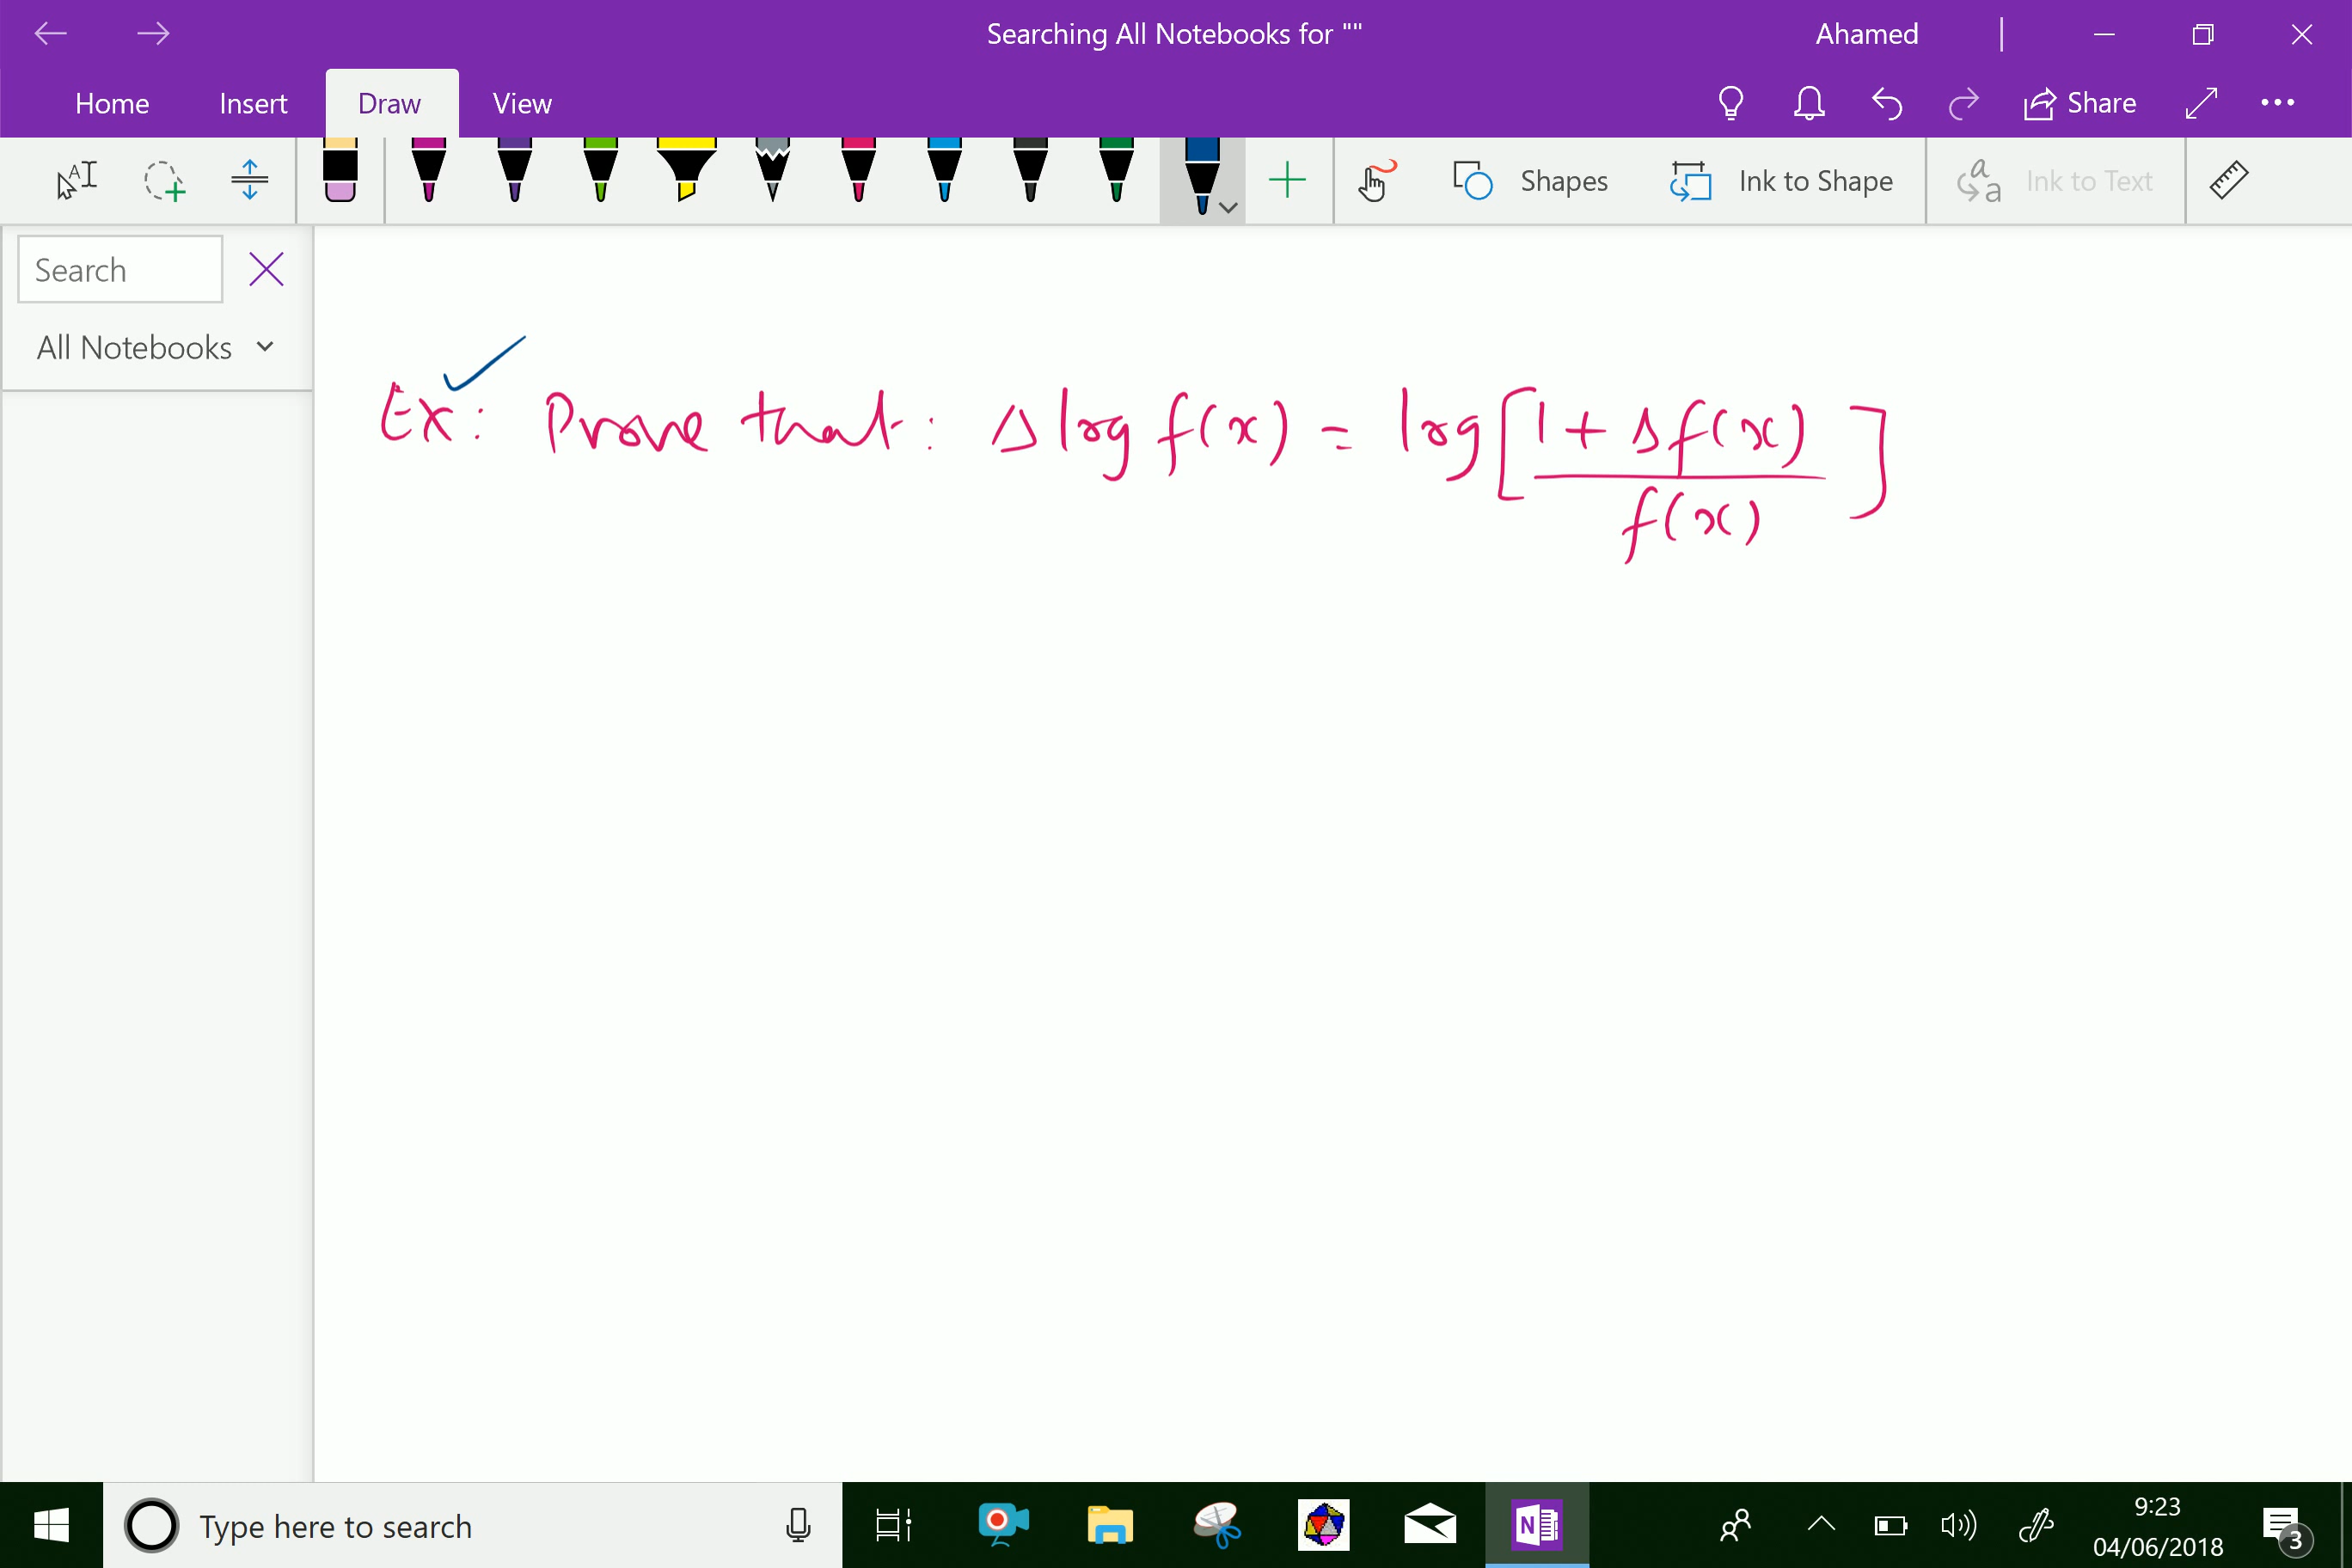 Searching All Notebooks for ""
Ahamed
Home Insert Draw View
Share
Shapes Ink to Shape Ink to Text
Search
All Notebooks
Ex: Prove that: Δ log f(x) = log [ 1 + Δf(x)
f(x) ]
Type here to search
9:23
04/06/2018
3